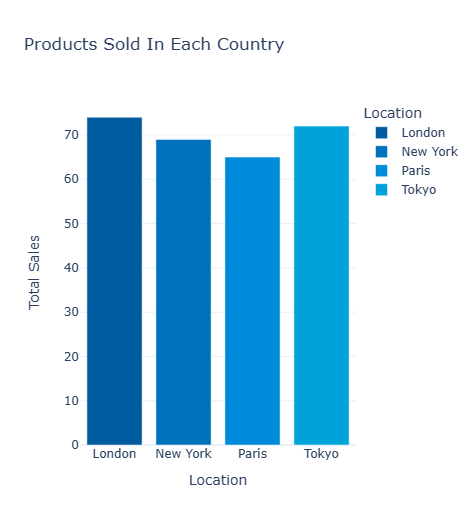 Products Sold In Each Country
Location
London
New York
Paris
Tokyo
Total Sales
70
60
50
40
30
20
10
0
London New York Paris Tokyo
Location